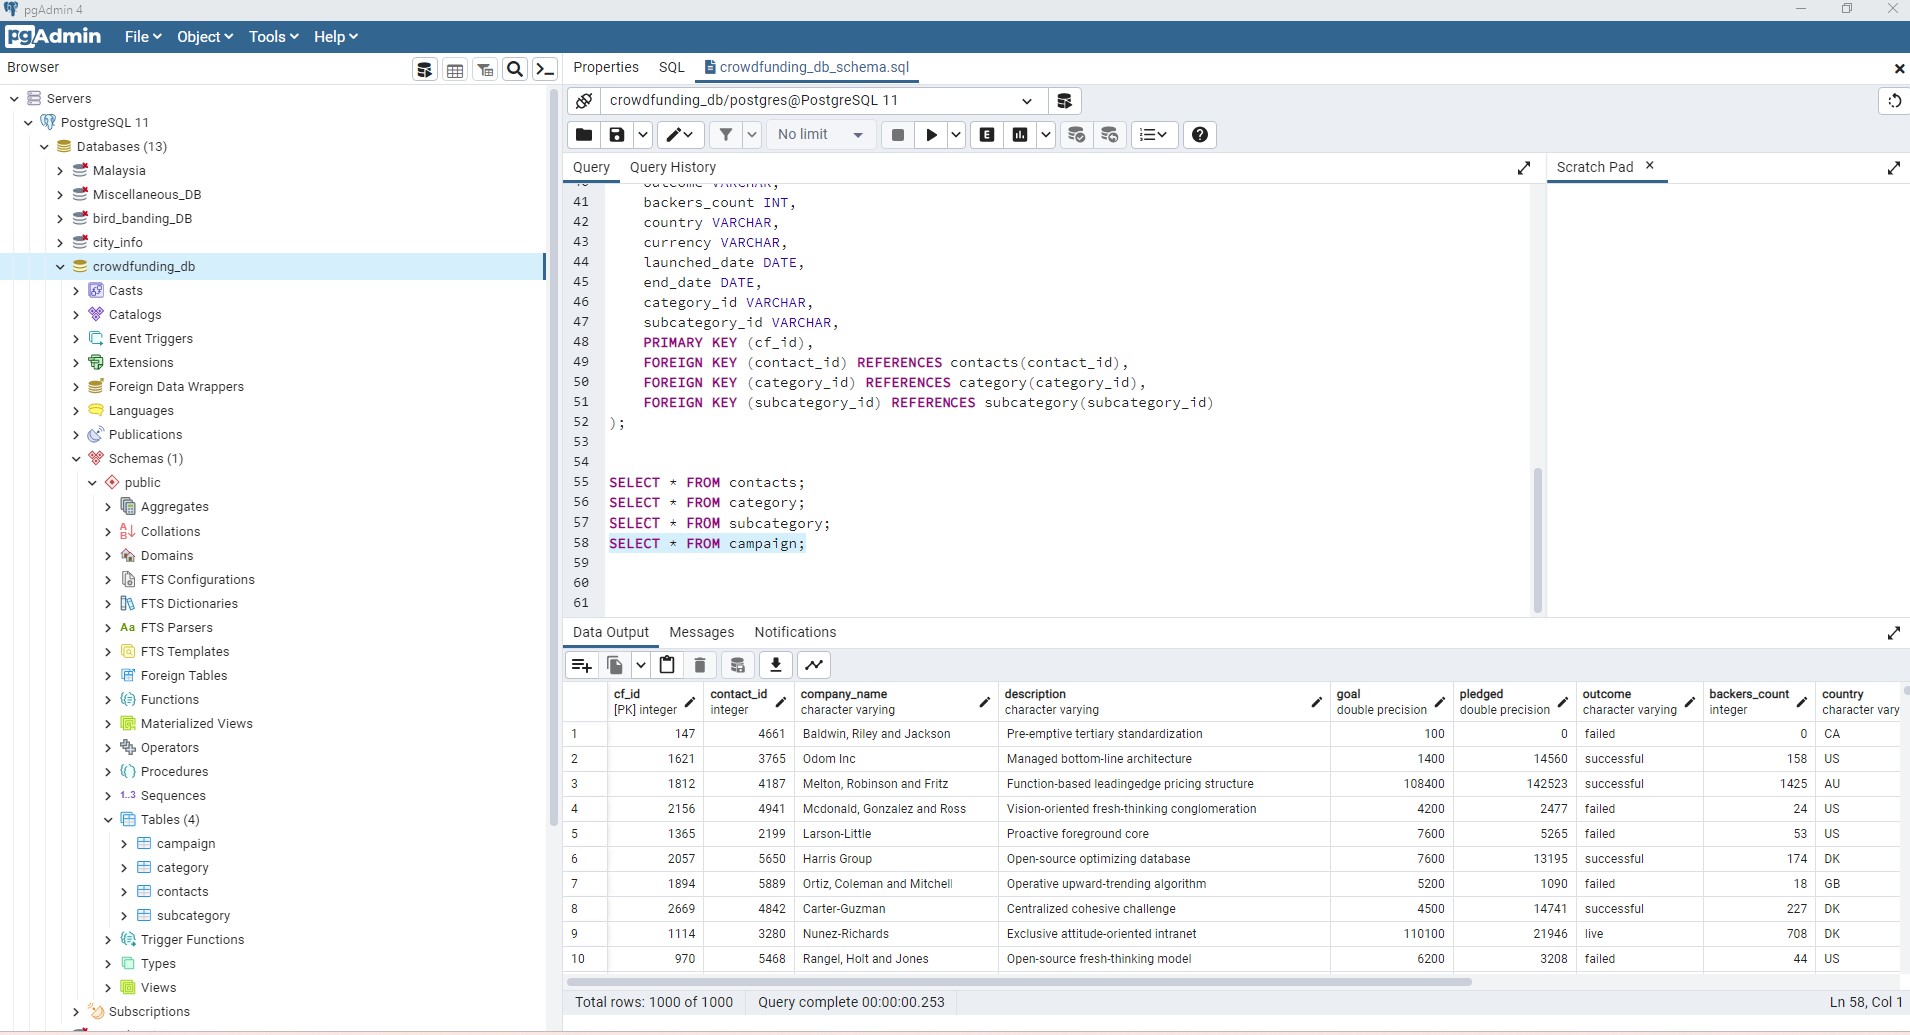 pgAdmin 4
pgAdmin File Object Tools Help
Browser
Servers
PostgreSQL 11
Databases (13)
Malaysia
Miscellaneous_DB
bird_banding_DB
city_info
crowdfunding_db
Casts
Catalogs
Event Triggers
Extensions
Foreign Data Wrappers
Languages
Publications
Schemas (1)
public
Aggregates
Collations
Domains
FTS Configurations
FTS Dictionaries
Aa FTS Parsers
FTS Templates
Foreign Tables
Functions
Materialized Views
Operators
Procedures
1..3 Sequences
Tables (4)
campaign
category
contacts
subcategory
Trigger Functions
Types
Views
Subscriptions
Properties SQL crowdfunding_db_schema.sql
crowdfunding_db/postgres@PostgreSQL 11
No limit E
Query Query History
Scratch Pad
40 outcome VARCHAR,
41 backers_count INT,
42 country VARCHAR,
43 currency VARCHAR,
44 launched_date DATE,
45 end_date DATE,
46 category_id VARCHAR,
47 subcategory_id VARCHAR,
48 PRIMARY KEY (cf_id),
49 FOREIGN KEY (contact_id) REFERENCES contacts(contact_id),
50 FOREIGN KEY (category_id) REFERENCES category(category_id),
51 FOREIGN KEY (subcategory_id) REFERENCES subcategory(subcategory_id)
52 );
53
54
55 SELECT * FROM contacts;
56 SELECT * FROM category;
57 SELECT * FROM subcategory;
58 SELECT * FROM campaign;
59
60
61
Data Output Messages Notifications
cf_id contact_id company_name description goal pledged outcome backers_count country
[PK] integer integer character varying character varying double precision double precision character varying integer character vary
1 147 4661 Baldwin, Riley and Jackson Pre-emptive tertiary standardization 100 0 failed 0 CA
2 1621 3765 Odom Inc Managed bottom-line architecture 1400 14560 successful 158 US
3 1812 4187 Melton, Robinson and Fritz Function-based leadingedge pricing structure 108400 142523 successful 1425 AU
4 2156 4941 Mcdonald, Gonzalez and Ross Vision-oriented fresh-thinking conglomeration 4200 2477 failed 24 US
5 1365 2199 Larson-Little Proactive foreground core 7600 5265 failed 53 US
6 2057 5650 Harris Group Open-source optimizing database 7600 13195 successful 174 DK
7 1894 5889 Ortiz, Coleman and Mitchell Operative upward-trending algorithm 5200 1090 failed 18 GB
8 2669 4842 Carter-Guzman Centralized cohesive challenge 4500 14741 successful 227 DK
9 1114 3280 Nunez-Richards Exclusive attitude-oriented intranet 110100 21946 live 708 DK
10 970 5468 Rangel, Holt and Jones Open-source fresh-thinking model 6200 3208 failed 44 US
Total rows: 1000 of 1000 Query complete 00:00:00.253 Ln 58, Col 1